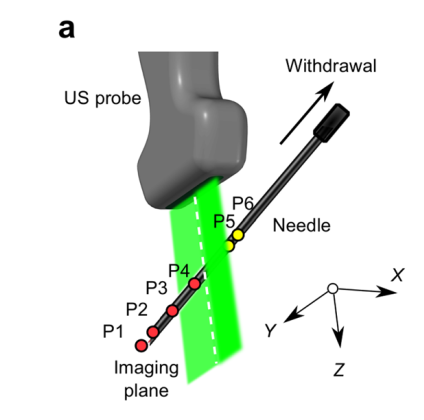 a
Withdrawal
US probe
P6
P5
Needle
P4
P3
P2
P1
X
Y
Z
Imaging
plane